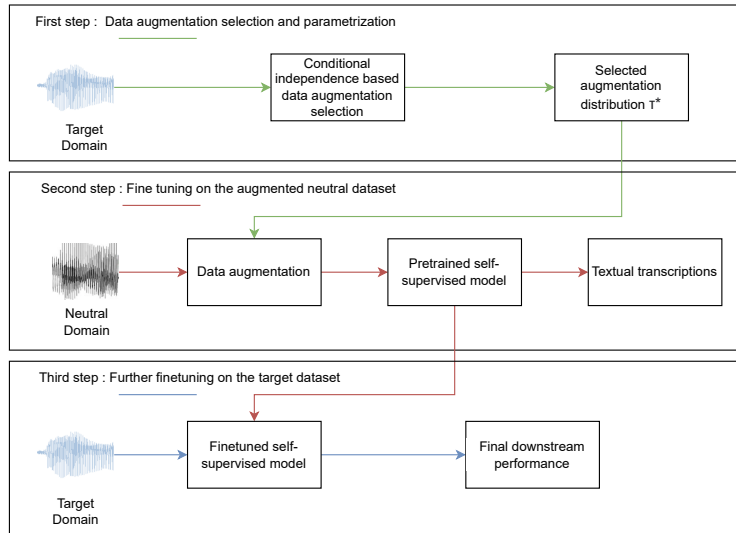 First step : Data augmentation selection and parametrization
Target
Domain
Conditional
independence based
data augmentation
selection
Selected
augmentation
distribution τ*
Second step : Fine tuning on the augmented neutral dataset
Neutral
Domain
Data augmentation
Pretrained self-
supervised model
Textual transcriptions
Third step : Further finetuning on the target dataset
Target
Domain
Finetuned self-
supervised model
Final downstream
performance